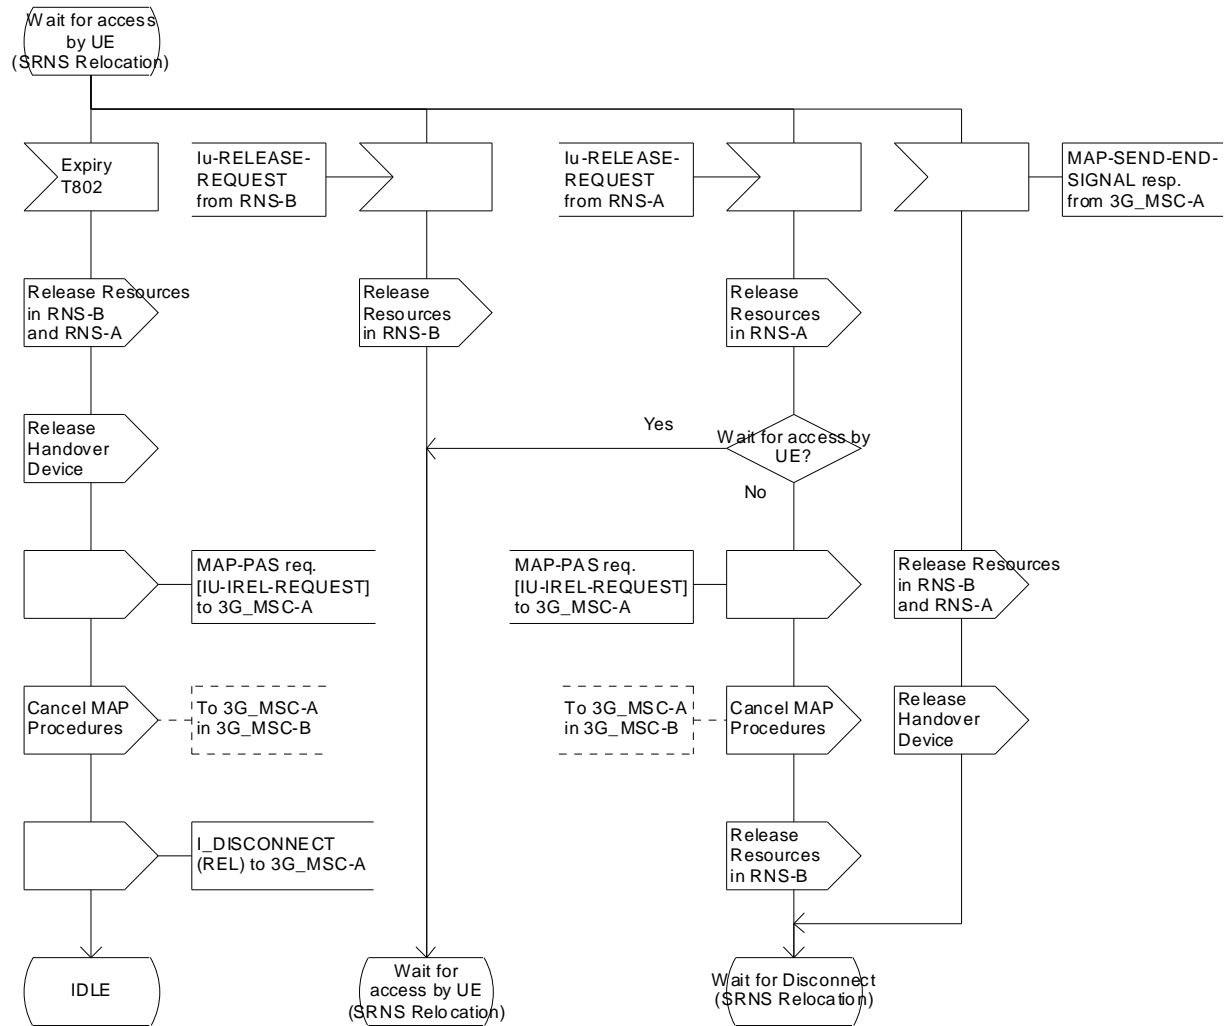 Wait for access
by UE
(SRNS Relocation)
Expiry
T802
Iu-RELEASE-
REQUEST
from RNS-B
Iu-RELEASE-
REQUEST
from RNS-A
MAP-SEND-END-
SIGNAL resp.
from 3G_MSC-A
Release Resources
in RNS-B
and RNS-A
Release
Resources
in RNS-B
Release
Resources
in RNS-A
Release
Handover
Device
Yes
Wait for access by
UE?
No
MAP-PAS req.
[IU-IREL-REQUEST]
to 3G_MSC-A
MAP-PAS req.
[IU-IREL-REQUEST]
to 3G_MSC-A
Release Resources
in RNS-B
and RNS-A
Cancel MAP
Procedures
To 3G_MSC-A
in 3G_MSC-B
To 3G_MSC-A
in 3G_MSC-B
Cancel MAP
Procedures
Release
Handover
Device
I_DISCONNECT
(REL) to 3G_MSC-A
Release
Resources
in RNS-B
IDLE
Wait for
access by UE
(SRNS Relocation)
Wait for Disconnect
(SRNS Relocation)